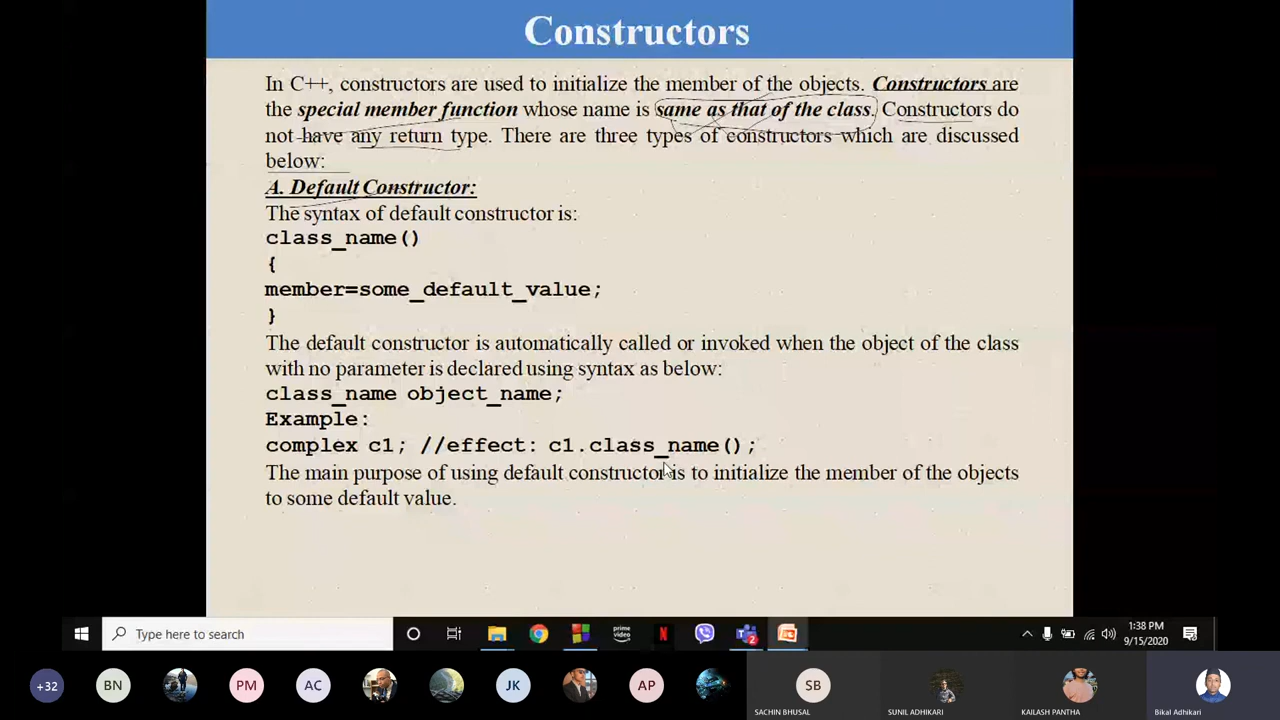 Constructors
In C++, constructors are used to initialize the member of the objects. Constructors are
the special member function whose name is same as that of the class. Constructors do
not have any return type. There are three types of constructors which are discussed
below:
A. Default Constructor:
The syntax of default constructor is:
class_name()
{
member=some_default_value;
}
The default constructor is automatically called or invoked when the object of the class
with no parameter is declared using syntax as below:
class_name object_name;
Example:
complex c1; //effect: c1.class_name();
The main purpose of using default constructor is to initialize the member of the objects
to some default value.
Type here to search
prime video
N
2
1:38 PM
9/15/2020
+32
BN
PM
AC
JK
AP
SB
SACHIN BHUSAL
SUNIL ADHIKARI
KAILASH PANTHA
Bikal Adhikari